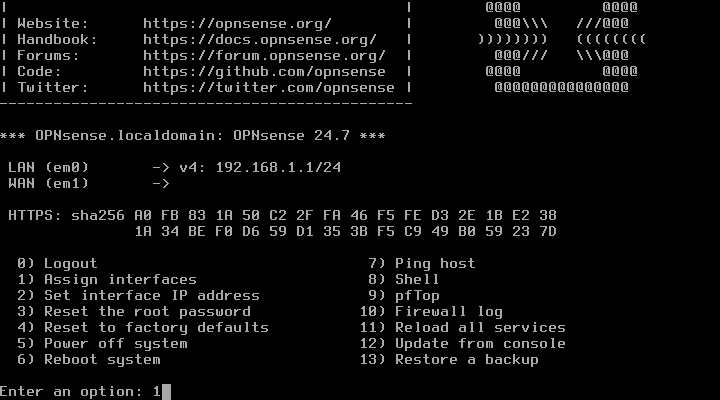 |                                              |         @@@@          @@@@
| Website:      https://opnsense.org/          |          @@@\\\   ///@@@
| Handbook:     https://docs.opnsense.org/     |        ))))))))   ((((((((
| Forums:       https://forum.opnsense.org/    |          @@@///   \\\@@@
| Code:         https://github.com/opnsense    |         @@@@          @@@@
| Twitter:      https://twitter.com/opnsense   |          @@@@@@@@@@@@@@@
----------------------------------------------
*** OPNsense.localdomain: OPNsense 24.7 ***
LAN (em0)       -> v4: 192.168.1.1/24
WAN (em1)       ->
HTTPS: sha256 A0 FB 83 1A 50 C2 2F FA 46 F5 FE D3 2E 1B E2 38
              1A 34 BE F0 D6 59 D1 35 3B F5 C9 49 B0 59 23 7D
0) Logout                              7) Ping host
1) Assign interfaces                   8) Shell
2) Set interface IP address            9) pfTop
3) Reset the root password            10) Firewall log
4) Reset to factory defaults          11) Reload all services
5) Power off system                   12) Update from console
6) Reboot system                      13) Restore a backup
Enter an option: 1